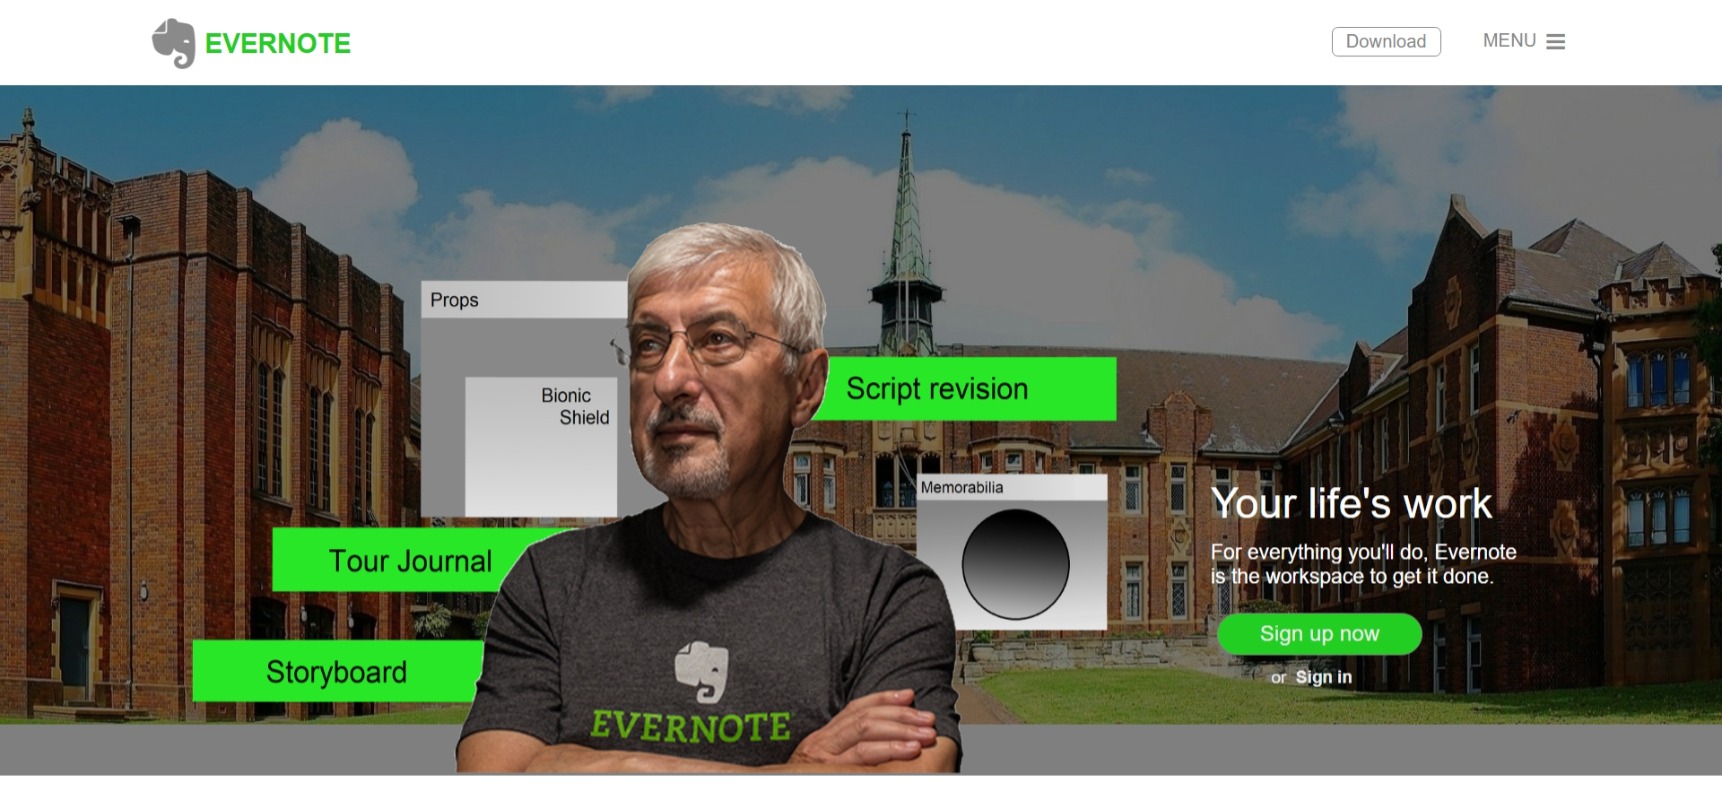 EVERNOTE
Download
MENU
Props
Bionic
Shield
Script revision
Memorabilia
Tour Journal
Storyboard
EVERNOTE
Your life's work
For everything you'll do, Evernote
is the workspace to get it done.
Sign up now
or Sign in